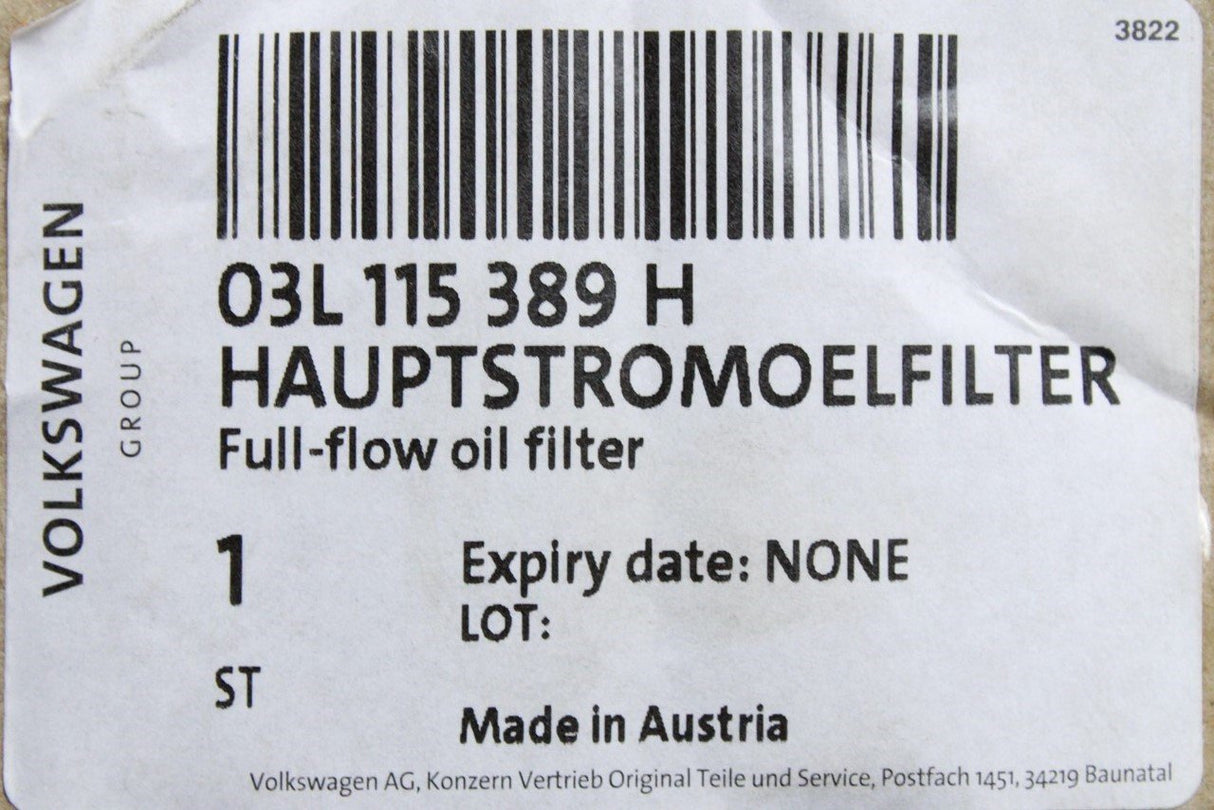 3822
VOLKSWAGEN
GROUP
03L 115 389 H
HAUPTSTROMOELFILTER
Full-flow oil filter
1
Expiry date: NONE
LOT:
ST
Made in Austria
Volkswagen AG, Konzern Vertrieb Original Teile und Service, Postfach 1451, 34219 Baunatal